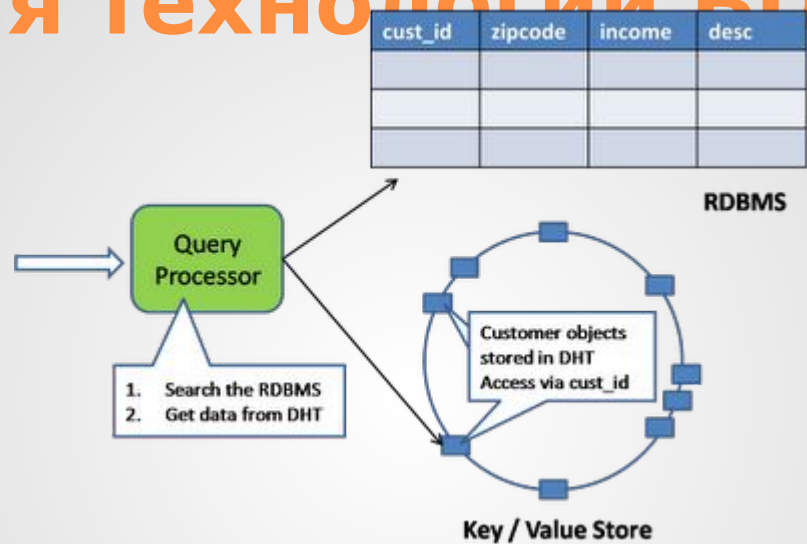 я технологии
cust_id zipcode income desc
RDBMS
Query
Processor
1. Search the RDBMS
2. Get data from DHT
Customer objects
stored in DHT
Access via cust_id
Key / Value Store